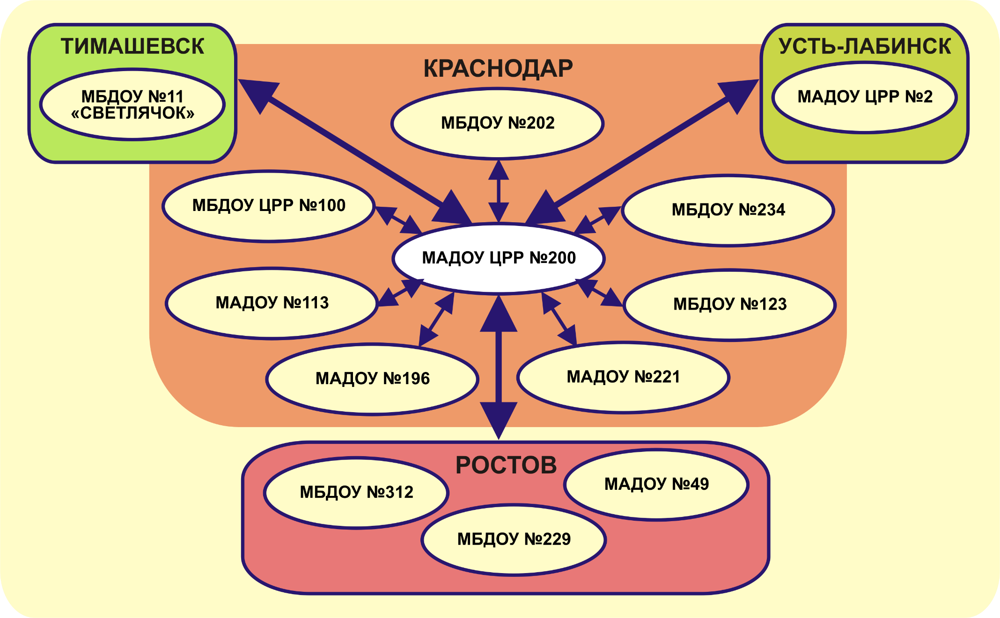 ТИМАШЕВСК
МБДОУ №11
«СВЕТЛЯЧОК»
КРАСНОДАР
УСТЬ-ЛАБИНСК
МАДОУ ЦРР №2
МБДОУ №202
МБДОУ ЦРР №100
МБДОУ №234
МАДОУ ЦРР №200
МАДОУ №113
МБДОУ №123
МАДОУ №196
МАДОУ №221
РОСТОВ
МБДОУ №312
МАДОУ №49
МБДОУ №229